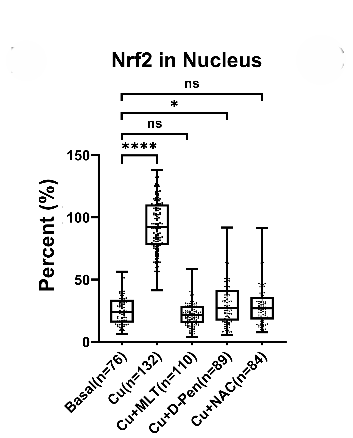 Nrf2 in Nucleus
ns
*
ns
****
Percent (%)
150
100
50
0
Basal(n=76)
Cu(n=132)
Cu+MLT(n=110)
Cu+D-Pen(n=89)
Cu+NAC(n=84)